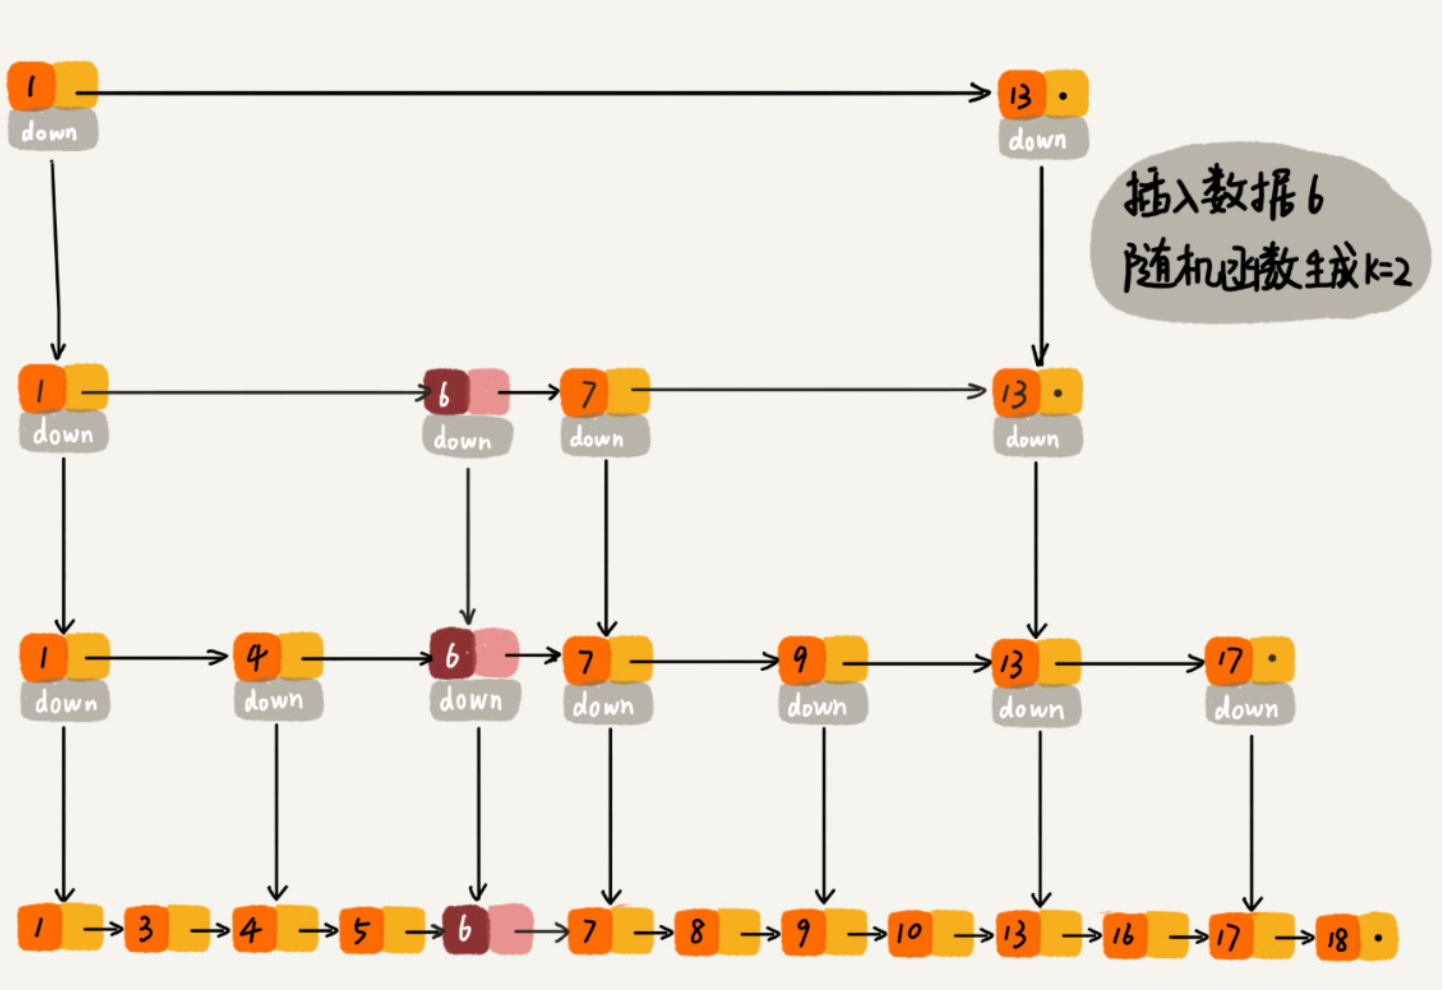 1 13
down down
插入数据6
随机函数生成K=2
1 6 7 13
down down down down
1 4 6 7 9 13 17
down down down down down down down
1 3 4 5 6 7 8 9 10 13 16 17 18